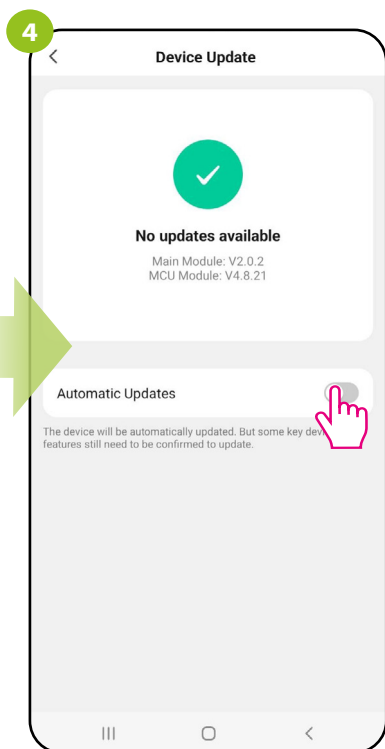 4
Device Update
No updates available
Main Module: V2.0.2
MCU Module: V4.8.21
Automatic Updates
The device will be automatically updated. But some key
features still need to be confirmed to update.